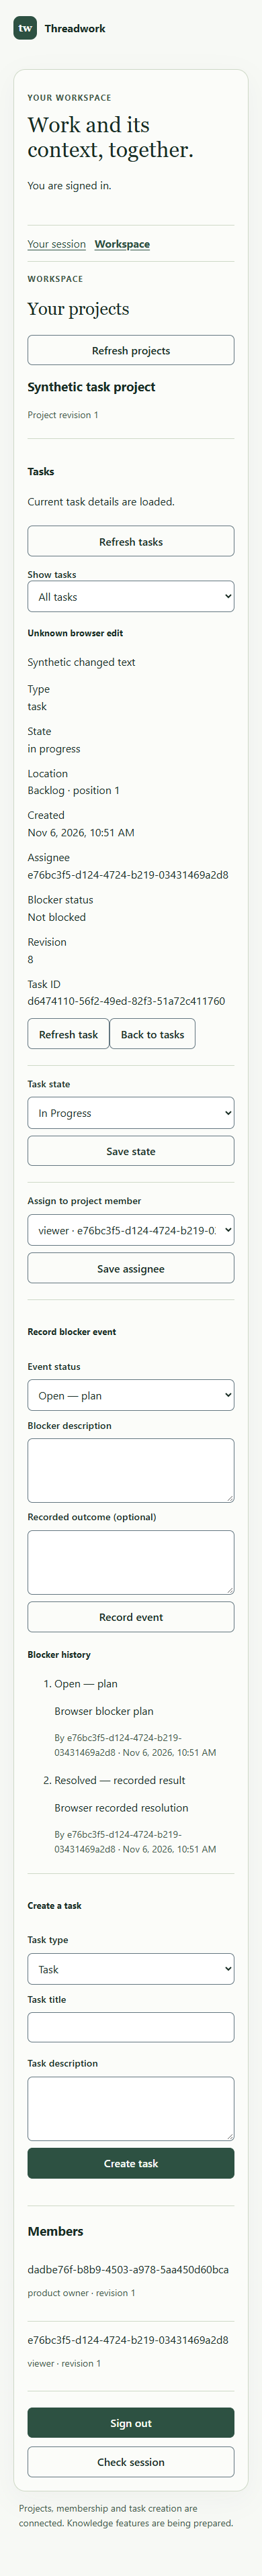 tw Threadwork
YOUR WORKSPACE
Work and its
context, together.
You are signed in.
Your session Workspace
WORKSPACE
Your projects
Refresh projects
Synthetic task project
Project revision 1
Tasks
Current task details are loaded.
Refresh tasks
Show tasks
All tasks
Unknown browser edit
Synthetic changed text
Type
task
State
in progress
Location
Backlog · position 1
Created
Nov 6, 2026, 10:51 AM
Assignee
e76bc3f5-d124-4724-b219-03431469a2d8
Blocker status
Not blocked
Revision
8
Task ID
d6474110-56f2-49ed-82f3-51a72c411760
Refresh task Back to tasks
Task state
In Progress
Save state
Assign to project member
viewer · e76bc3f5-d124-4724-b219-0
Save assignee
Record blocker event
Event status
Open — plan
Blocker description
Recorded outcome (optional)
Record event
Blocker history
1. Open — plan
Browser blocker plan
By e76bc3f5-d124-4724-b219-
03431469a2d8 · Nov 6, 2026, 10:51 AM
2. Resolved — recorded result
Browser recorded resolution
By e76bc3f5-d124-4724-b219-
03431469a2d8 · Nov 6, 2026, 10:51 AM
Create a task
Task type
Task
Task title
Task description
Create task
Members
dadbe76f-b8b9-4503-a978-5aa450d60bca
product owner · revision 1
e76bc3f5-d124-4724-b219-03431469a2d8
viewer · revision 1
Sign out
Check session
Projects, membership and task creation are
connected. Knowledge features are being prepared.